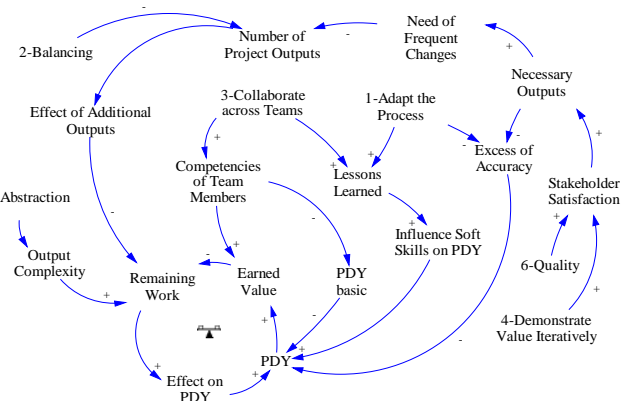 Need of
Frequent
Changes
Number of
Project Outputs
2-Balancing
Necessary
Outputs
3-Collaborate
across Teams
1-Adapt the
Process
Effect of Additional
Outputs
Excess of
Accuracy
Competencies
of Team
Members
Lessons
Learned
Stakeholder
Satisfaction
Abstraction
Influence Soft
Skills on PDY
Output
Complexity
6-Quality
Remaining
Work
Earned
Value
PDY
basic
4-Demonstrate
Value Iteratively
PDY
Effect on
PDY